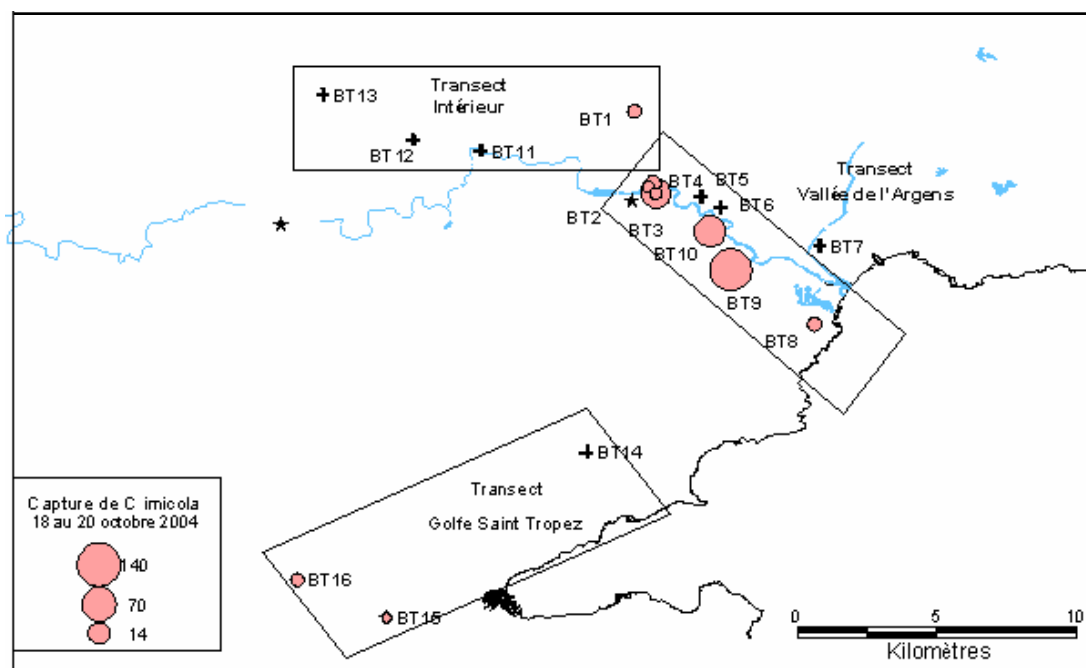 Transect
Intérieur
BT13
BT1
BT12
BT11
Transect
Vallée de l'Argens
BT4
BT5
BT6
BT2
BT3
BT7
BT10
BT9
BT8
BT14
Transect
Golfe Saint Tropez
BT16
BT15
Capture de C imicola
18 au 20 octobre 2004
140
70
14
0 5 10
Kilomètres